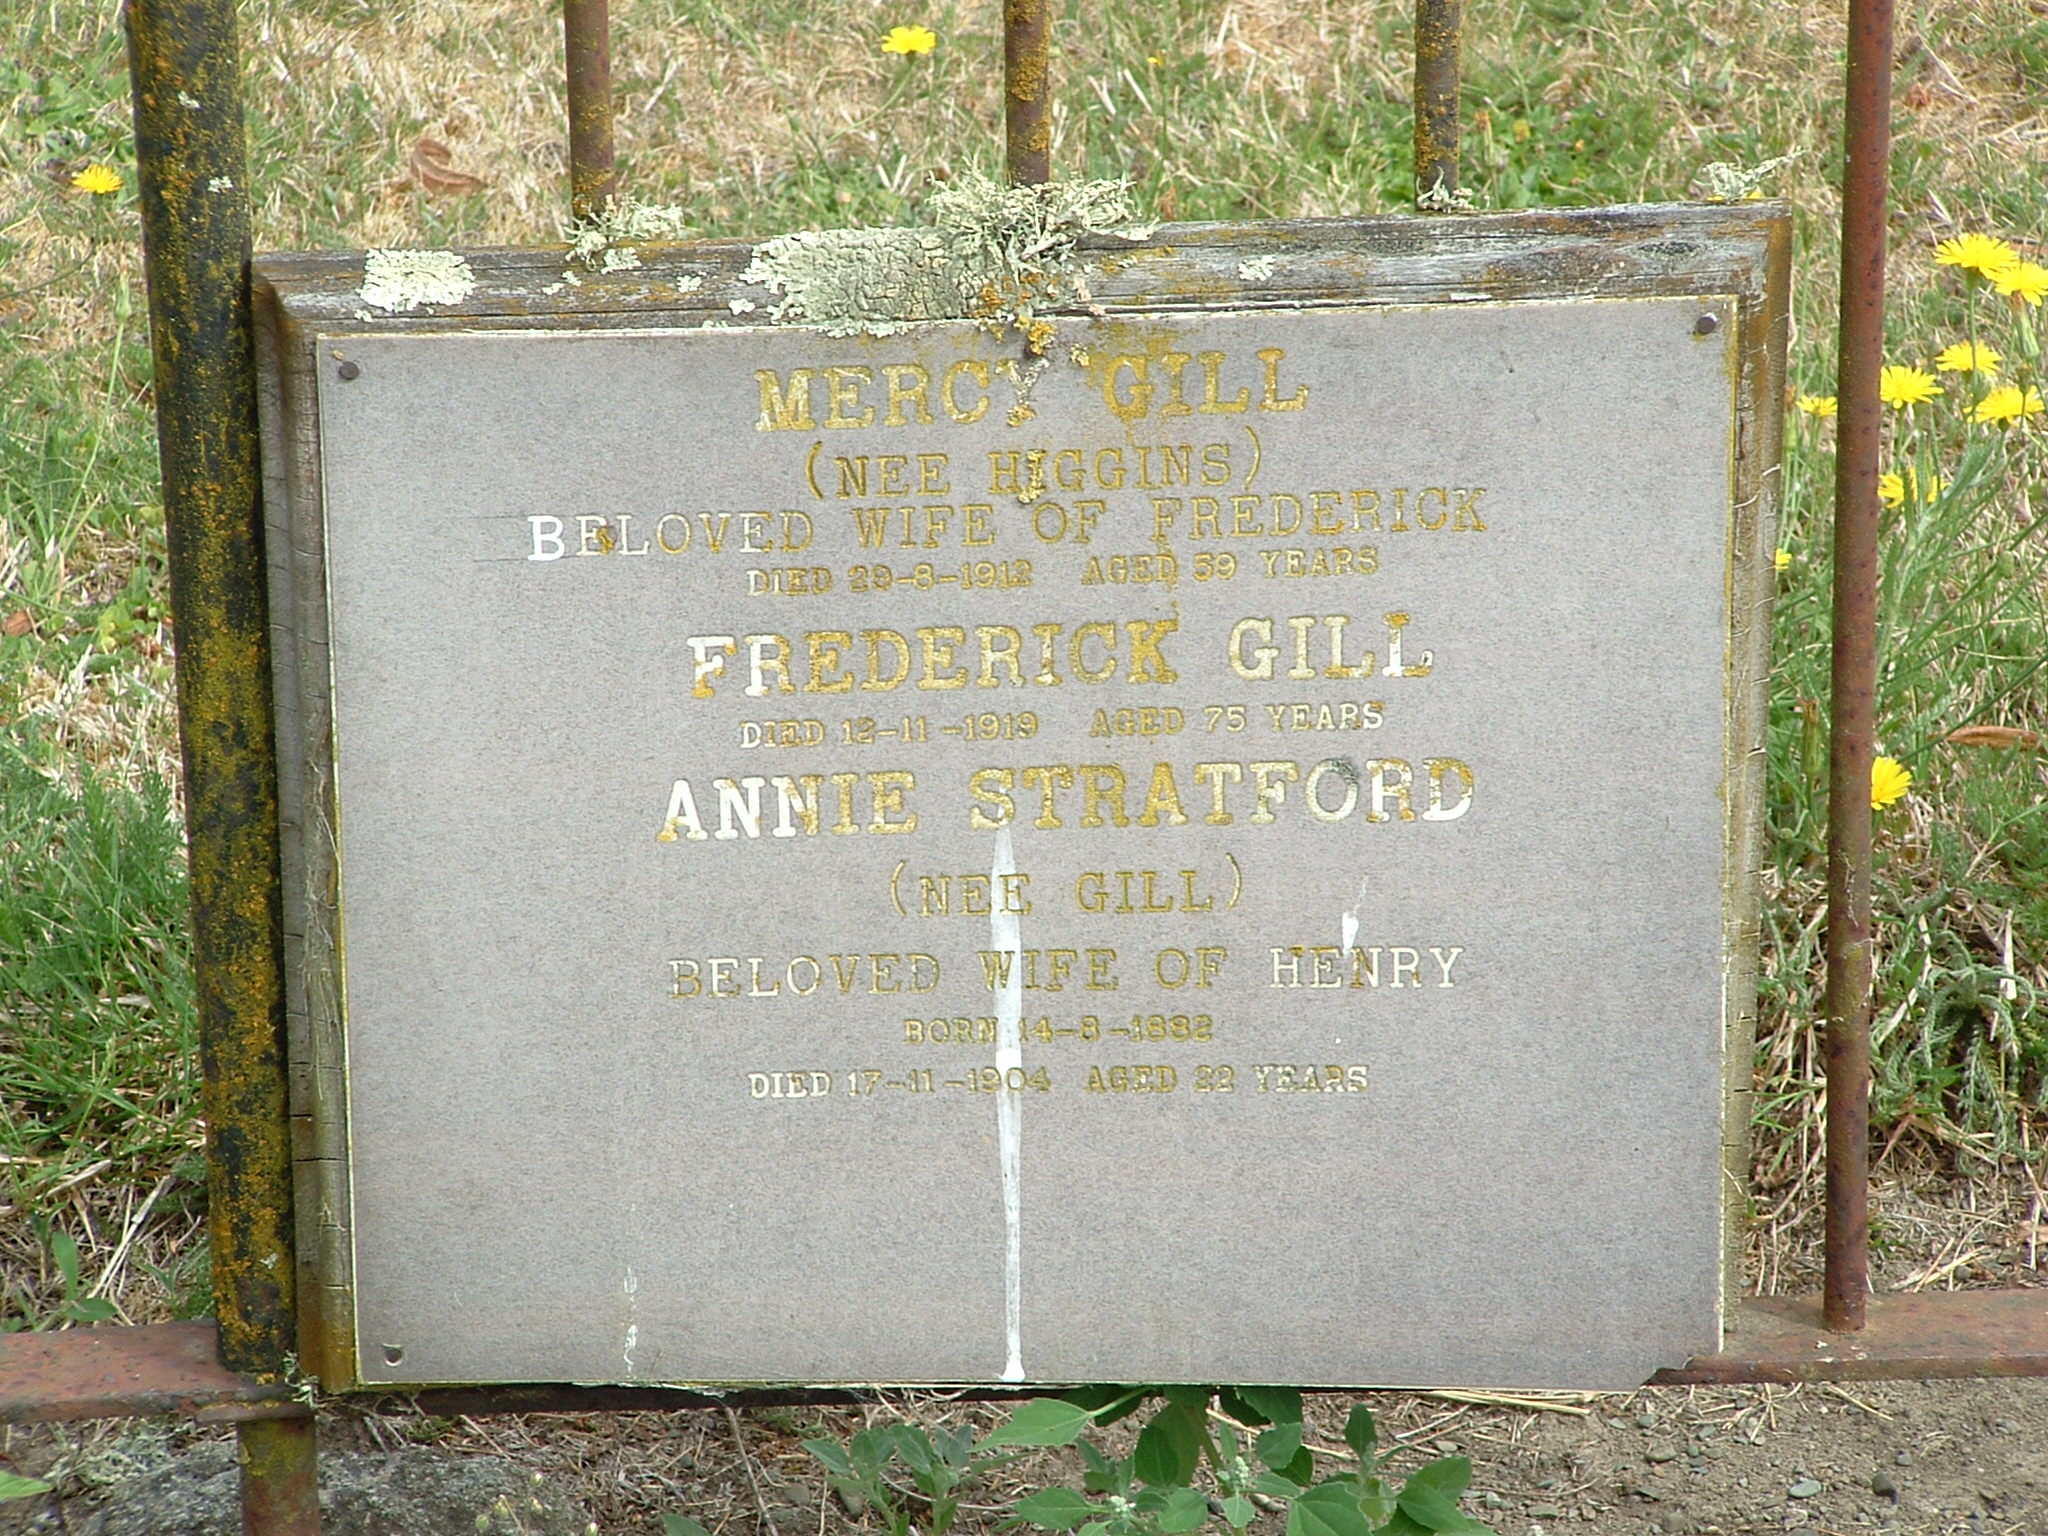 MERCY GILL
(NEE HIGGINS)
BELOVED WIFE OF FREDERICK
DIED 29-8-1912 AGED 59 YEARS
FREDERICK GILL
DIED 12-11-1919 AGED 75 YEARS
ANNIE STRATFORD
(NEE GILL)
BELOVED WIFE OF HENRY
BORN 14-8-1882
DIED 17-11-1904 AGED 22 YEARS